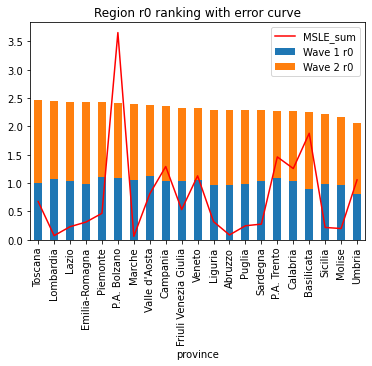 Region r0 ranking with error curve
MSLE_sum
Wave 1 r0
Wave 2 r0
3.5
3.0
2.5
2.0
1.5
1.0
0.5
0.0
Toscana
Lombardia
Lazio
Emilia-Romagna
Piemonte
P.A. Bolzano
Marche
Valle d'Aosta
Campania
Friuli Venezia Giulia
Veneto
Liguria
Abruzzo
Puglia
Sardegna
P.A. Trento
Calabria
Basilicata
Sicilia
Molise
Umbria
province